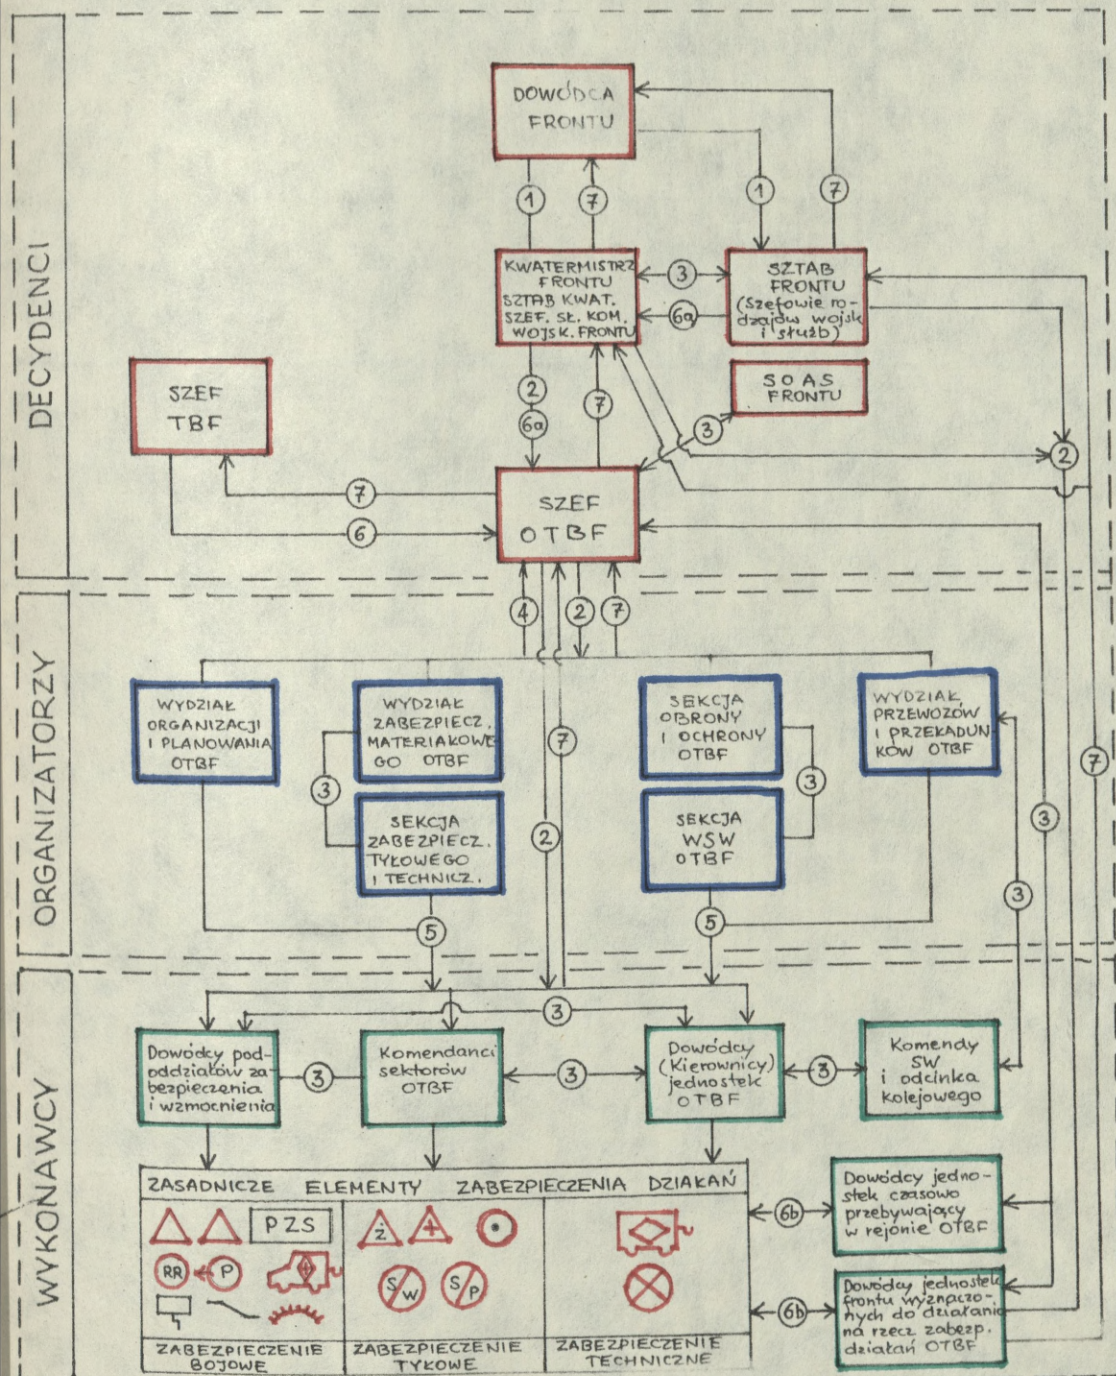 DECYDENCI
DOWÓDCA
FRONTU
1
7
1
7
KWATERMISTRZ
FRONTU
SZTAB KWAT.
SZEF. SŁ. KOM.
WOJSK. FRONTU
3
6a
SZTAB
FRONTU
(Szefowie ro-
dzajów wojsk
i służb)
SOAS
FRONTU
SZEF
TBF
2
6a
7
3
2
7
6
SZEF
OTBF
ORGANIZATORZY
4
2
7
WYDZIAŁ
ORGANIZACJI
I PLANOWANIA
OTBF
WYDZIAŁ
ZABEZPIECZ.
MATERIAŁOWE-
GO OTBF
SEKCJA
OBRONY
I OCHRONY
OTBF
WYDZIAŁ
PRZEWOZÓW
I PRZEŁADUN-
KÓW OTBF
7
3
3
7
SEKCJA
ZABEZPIECZ.
TYŁOWEGO
I TECHNICZ.
2
SEKCJA
WSW
OTBF
3
3
5
5
WYKONAWCY
3
Dowódcy pod-
oddziałów za-
bezpieczenia
i wzmocnienia
3
Komendanci
sektorów
OTBF
3
Dowódcy
(Kierownicy)
jednostek
OTBF
3
Komendy
SW
i odcinka
kolejowego
ZASADNICZE ELEMENTY ZABEZPIECZENIA DZIAŁAŃ
PZS
RR
P
ż
S/W
S/P
ZABEZPIECZENIE
BOJOWE
ZABEZPIECZENIE
TYŁOWE
ZABEZPIECZENIE
TECHNICZNE
6b
Dowódcy jedno-
stek czasowo
przebywający
w rejonie OTBF
6b
Dowódcy jednostek
frontu wyznaczo-
nych do działania
na rzecz zabezp.
działań OTBF